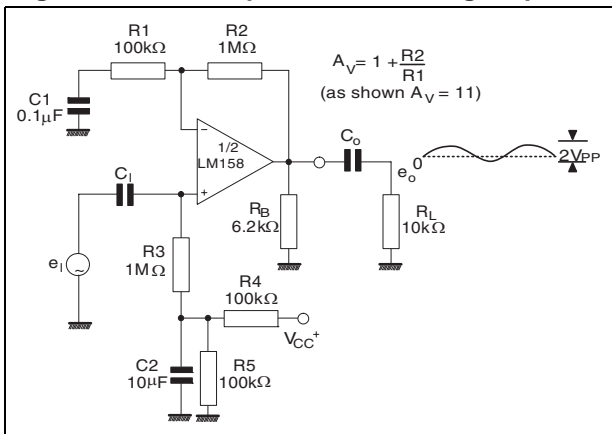 R1
100kΩ
R2
1MΩ
A_V = 1 + R2/R1
(as shown A_V = 11)
C1
0.1µF
1/2
LM158
−
+
C_I
C_o
e_o
0
2V_PP
R_B
6.2kΩ
R_L
10kΩ
R3
1MΩ
e_I
~
R4
100kΩ
V_CC+
C2
10µF
R5
100kΩ